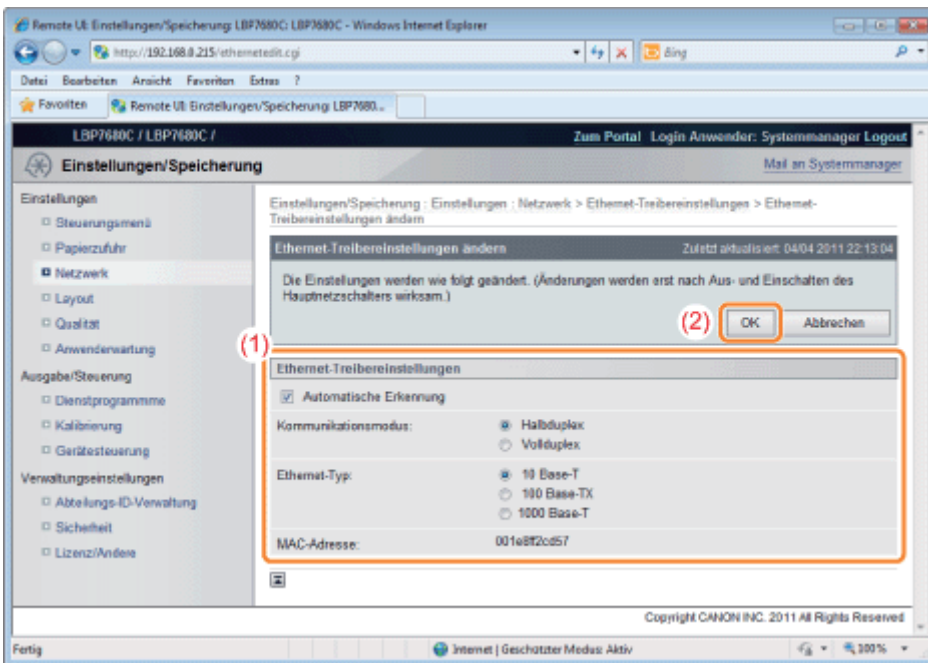 Remote UI: Einstellungen/Speicherung: LBP7680C: LBP7680C - Windows Internet Explorer
http://192.168.0.215/ethernetedit.cgi
Bing
Datei Bearbeiten Ansicht Favoriten Extras ?
Favoriten
Remote UI: Einstellungen/Speicherung: LBP7680...
LBP7680C / LBP7680C /
Zum Portal Login Anwender: Systemmanager Logout
Einstellungen/Speicherung
Mail an Systemmanager
Einstellungen
Steuerungsmenü
Papierzufuhr
Netzwerk
Layout
Qualität
Anwenderwartung
Ausgabe/Steuerung
Dienstprogrammme
Kalibrierung
Gerätesteuerung
Verwaltungseinstellungen
Abteilungs-ID-Verwaltung
Sicherheit
Lizenz/Andere
Einstellungen/Speicherung : Einstellungen : Netzwerk > Ethernet-Treibereinstellungen > Ethernet-
Treibereinstellungen ändern
Ethernet-Treibereinstellungen ändern
Zuletzt aktualisiert: 04/04 2011 22:13:04
Die Einstellungen werden wie folgt geändert. (Änderungen werden erst nach Aus- und Einschalten des
Hauptnetzschalters wirksam.)
(2)
OK
Abbrechen
(1)
Ethernet-Treibereinstellungen
Automatische Erkennung
Kommunikationsmodus:
Halbduplex
Vollduplex
Ethernet-Typ:
10 Base-T
100 Base-TX
1000 Base-T
MAC-Adresse:
001e8ff2cd57
Copyright CANON INC. 2011 All Rights Reserved
Fertig
Internet | Geschützter Modus: Aktiv
100%